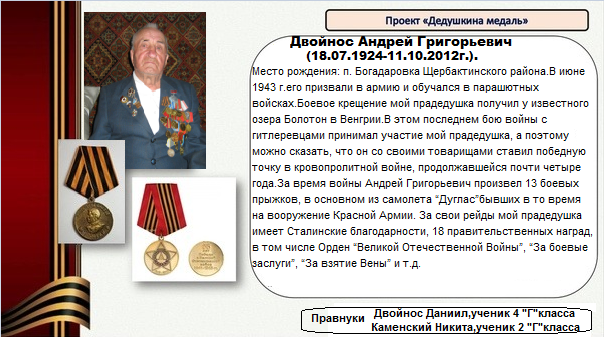 Проект «Дедушкина медаль»
Двойнос Андрей Григорьевич
(18.07.1924-11.10.2012г.).
Место рождения: п. Богадаровка Щербактинского района.В июне
1943 г.его призвали в армию и обучался в парашютных
войсках.Боевое крещение мой прадедушка получил у известного
озера Болотон в Венгрии.В этом последнем бою войны с
гитлеревцами принимал участие мой прадедушка, а поэтому
можно сказать, что он со своими товарищами ставил победную
точку в кровопролитной войне, продолжавшейся почти четыре
года.За время войны Андрей Григорьевич произвел 13 боевых
прыжков, в основном из самолета “Дуглас”бывших в то время
на вооружение Красной Армии. За свои рейды мой прадедушка
имеет Сталинские благодарности, 18 правительственных наград,
в том числе Орден “Великой Отечественной Войны”, “За боевые
заслуги”, “За взятие Вены” и т.д.
Правнуки Двойнос Даниил,ученик 4 "Г"класса
Каменский Никита,ученик 2 "Г"класса